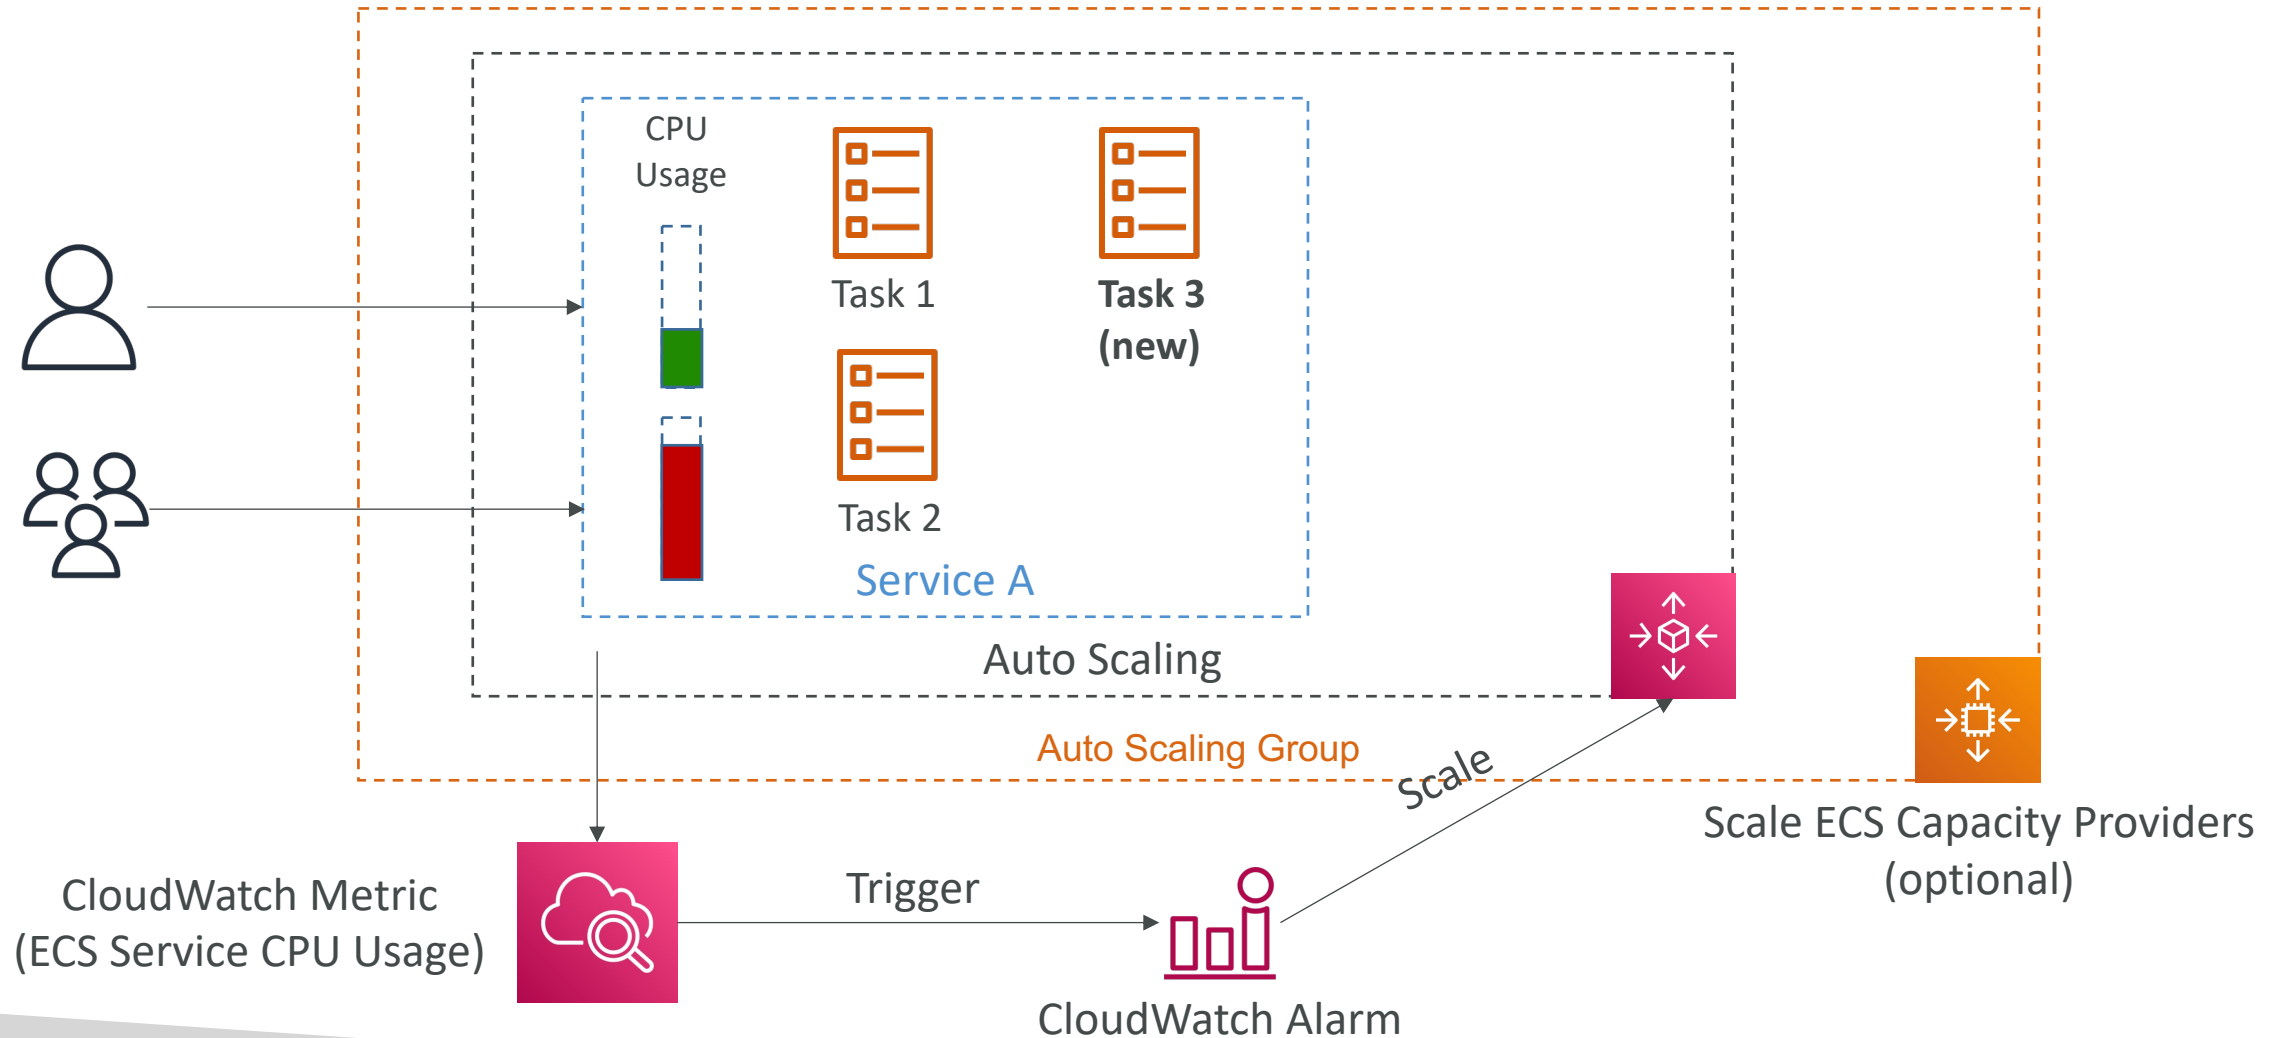 CPU
Usage
Task 1
Task 3
(new)
Task 2
Service A
Auto Scaling
Auto Scaling Group
Scale
Scale ECS Capacity Providers
(optional)
CloudWatch Metric
(ECS Service CPU Usage)
Trigger
CloudWatch Alarm